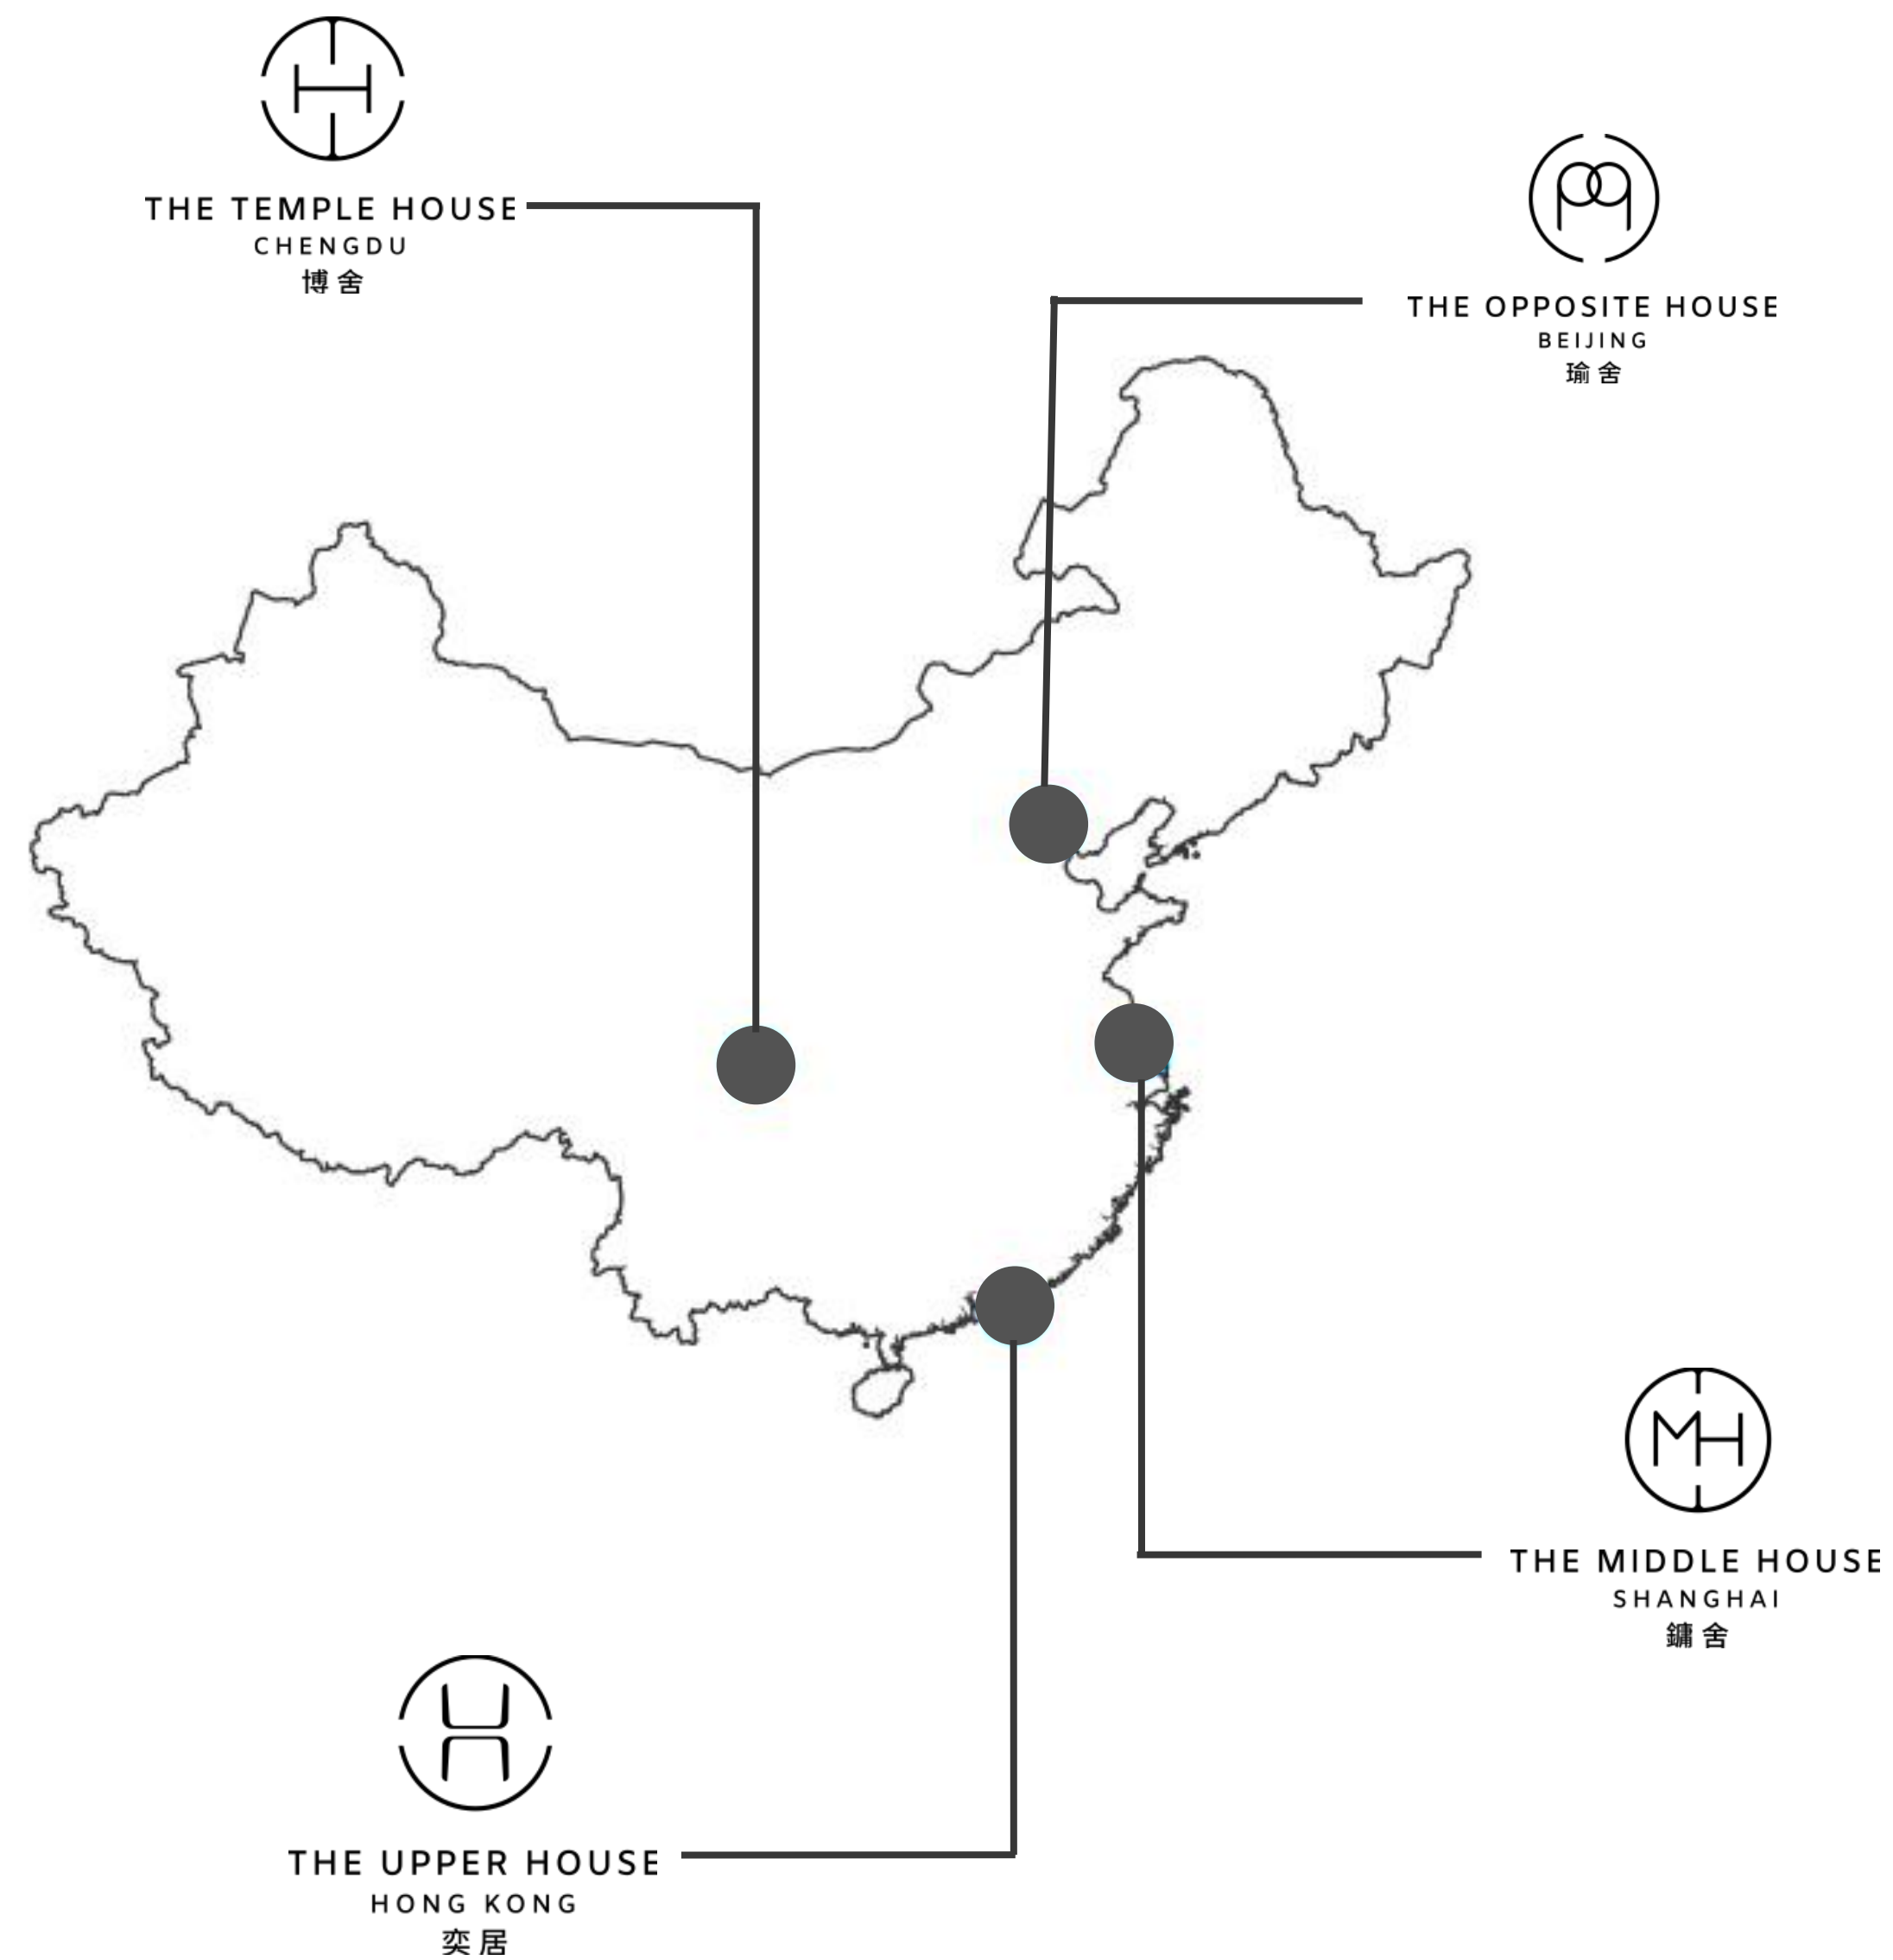 THE TEMPLE HOUSE
CHENGDU
博舍
THE OPPOSITE HOUSE
BEIJING
瑜舍
MH
THE MIDDLE HOUSE
SHANGHAI
鏞舍
THE UPPER HOUSE
HONG KONG
奕居